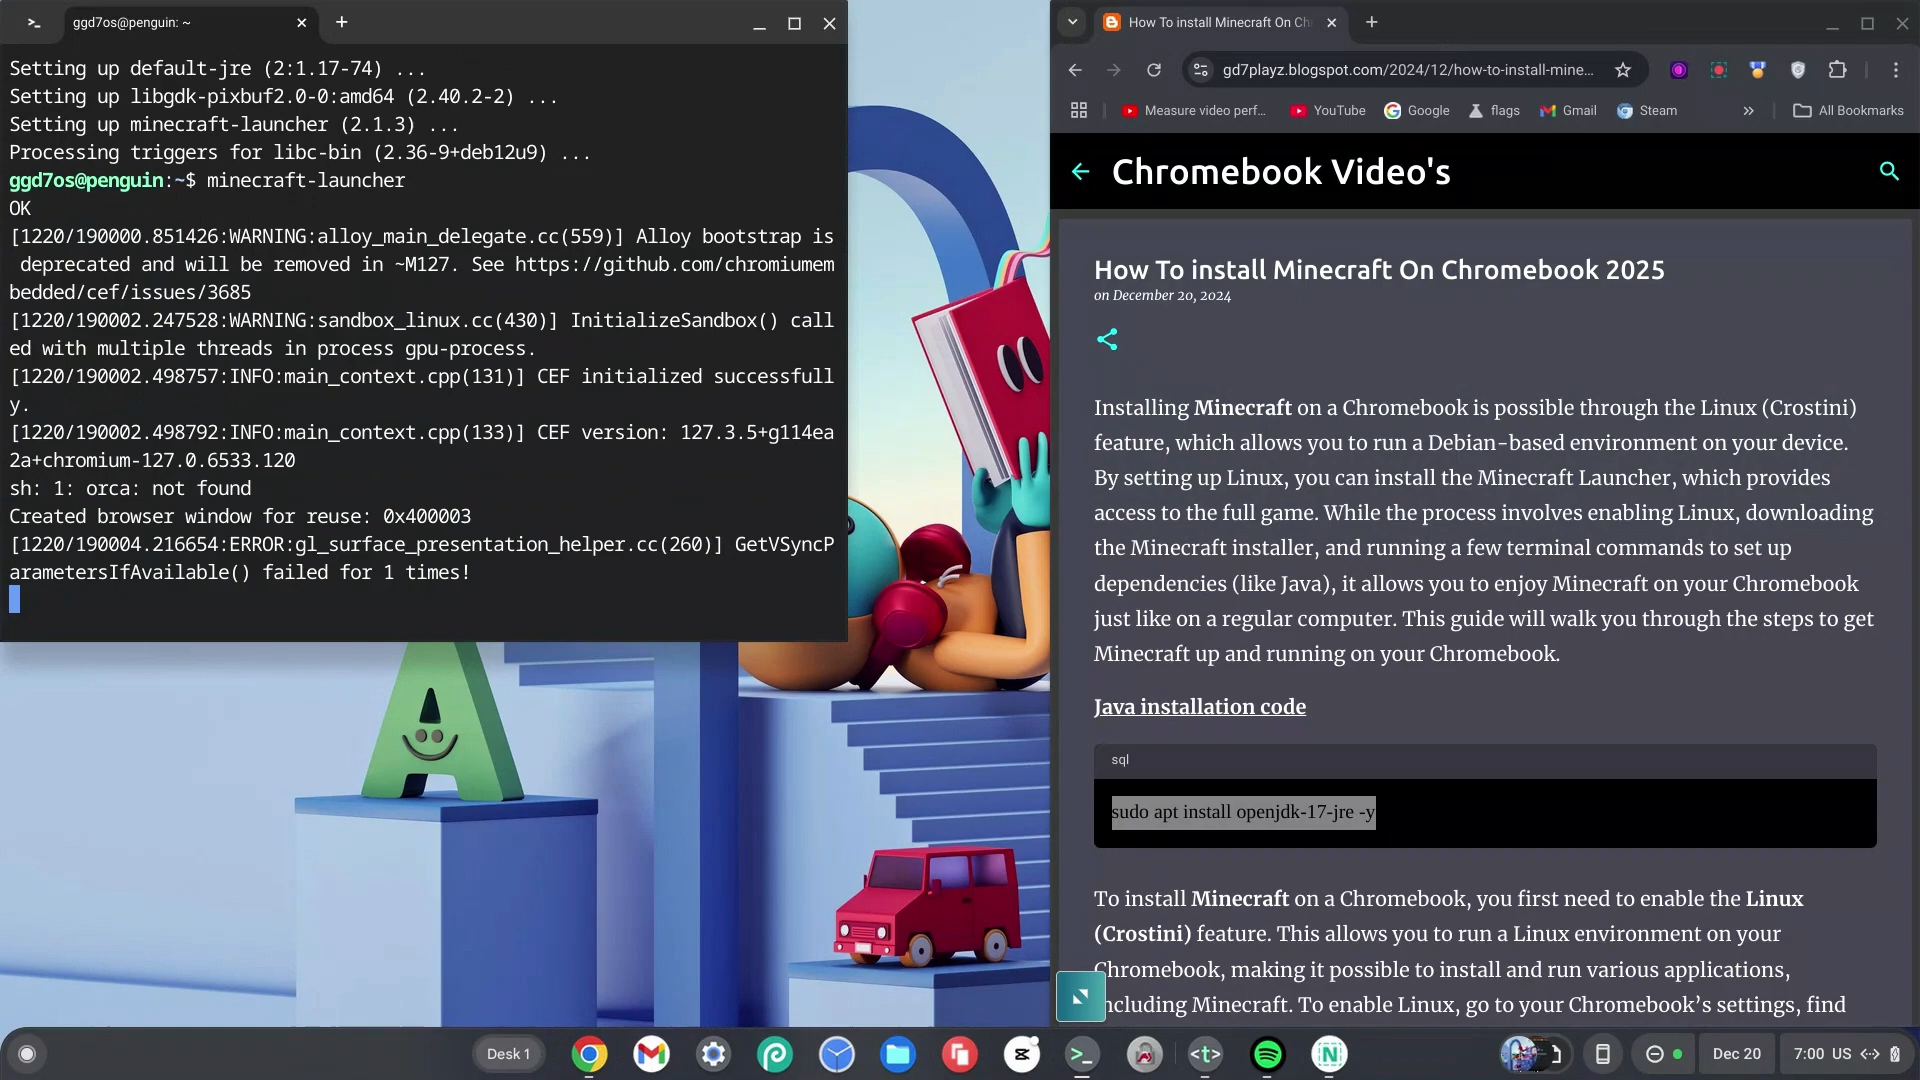 ggd7os@penguin: ~
Setting up default-jre (2:1.17-74) ...
Setting up libgdk-pixbuf2.0-0:amd64 (2.40.2-2) ...
Setting up minecraft-launcher (2.1.3) ...
Processing triggers for libc-bin (2.36-9+deb12u9) ...
ggd7os@penguin:~$ minecraft-launcher
OK
[1220/190000.851426:WARNING:alloy_main_delegate.cc(559)] Alloy bootstrap is
deprecated and will be removed in ~M127. See https://github.com/chromiumem
bedded/cef/issues/3685
[1220/190002.247528:WARNING:sandbox_linux.cc(430)] InitializeSandbox() call
ed with multiple threads in process gpu-process.
[1220/190002.498757:INFO:main_context.cpp(131)] CEF initialized successfull
y.
[1220/190002.498792:INFO:main_context.cpp(133)] CEF version: 127.3.5+g114ea
2a+chromium-127.0.6533.120
sh: 1: orca: not found
Created browser window for reuse: 0x400003
[1220/190004.216654:ERROR:gl_surface_presentation_helper.cc(260)] GetVSyncP
arametersIfAvailable() failed for 1 times!
How To install Minecraft On Ch
gd7playz.blogspot.com/2024/12/how-to-install-mine...
Measure video perf... YouTube Google flags Gmail Steam All Bookmarks
Chromebook Video's
How To install Minecraft On Chromebook 2025
on December 20, 2024
Installing Minecraft on a Chromebook is possible through the Linux (Crostini)
feature, which allows you to run a Debian-based environment on your device.
By setting up Linux, you can install the Minecraft Launcher, which provides
access to the full game. While the process involves enabling Linux, downloading
the Minecraft installer, and running a few terminal commands to set up
dependencies (like Java), it allows you to enjoy Minecraft on your Chromebook
just like on a regular computer. This guide will walk you through the steps to get
Minecraft up and running on your Chromebook.
Java installation code
sql
sudo apt install openjdk-17-jre -y
To install Minecraft on a Chromebook, you first need to enable the Linux
(Crostini) feature. This allows you to run a Linux environment on your
Chromebook, making it possible to install and run various applications,
including Minecraft. To enable Linux, go to your Chromebook’s settings, find
Desk 1
Dec 20
7:00 US